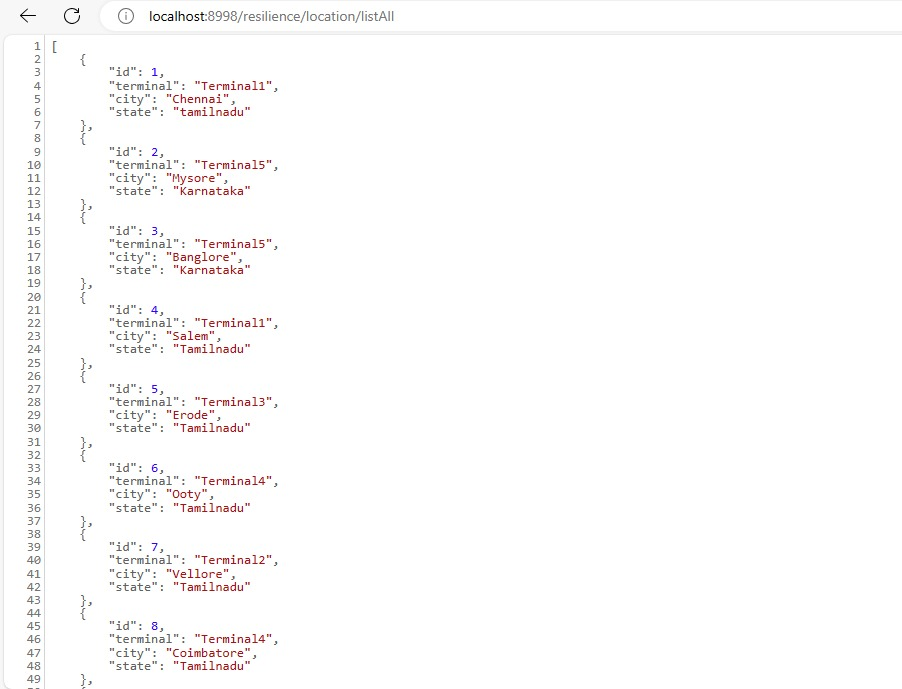 localhost:8998/resilience/location/listAll
1 [
2 {
3 "id": 1,
4 "terminal": "Terminal1",
5 "city": "Chennai",
6 "state": "tamilnadu"
7 },
8 {
9 "id": 2,
10 "terminal": "Terminal5",
11 "city": "Mysore",
12 "state": "Karnataka"
13 },
14 {
15 "id": 3,
16 "terminal": "Terminal5",
17 "city": "Banglore",
18 "state": "Karnataka"
19 },
20 {
21 "id": 4,
22 "terminal": "Terminal1",
23 "city": "Salem",
24 "state": "Tamilnadu"
25 },
26 {
27 "id": 5,
28 "terminal": "Terminal3",
29 "city": "Erode",
30 "state": "Tamilnadu"
31 },
32 {
33 "id": 6,
34 "terminal": "Terminal4",
35 "city": "Ooty",
36 "state": "Tamilnadu"
37 },
38 {
39 "id": 7,
40 "terminal": "Terminal2",
41 "city": "Vellore",
42 "state": "Tamilnadu"
43 },
44 {
45 "id": 8,
46 "terminal": "Terminal4",
47 "city": "Coimbatore",
48 "state": "Tamilnadu"
49 },